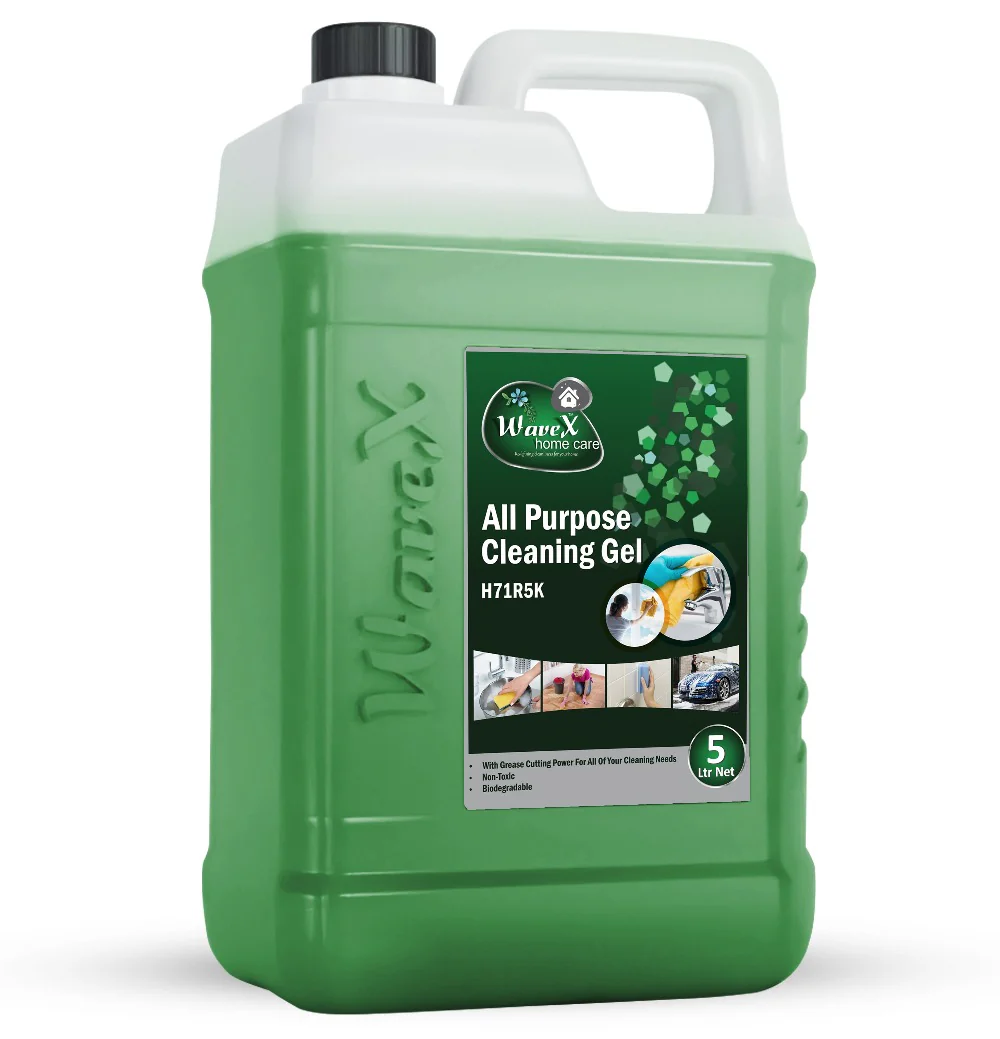 WaveX
WaveX
home care
All Purpose
Cleaning Gel
H71R5K
5
Ltr Net
• With Grease Cutting Power For All Of Your Cleaning Needs
• Non-Toxic
• Biodegradable